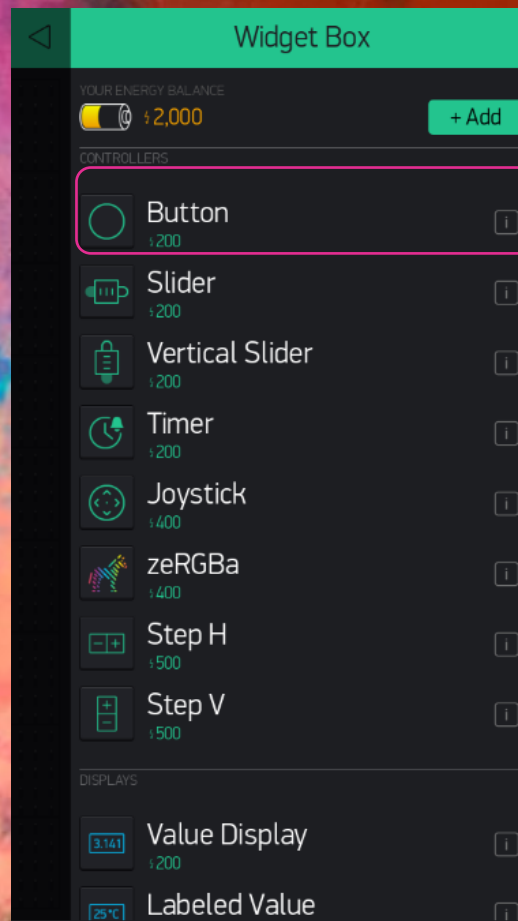 Widget Box
YOUR ENERGY BALANCE
2,000
+ Add
CONTROLLERS
Button
200
i
Slider
200
i
Vertical Slider
200
i
Timer
200
i
Joystick
400
i
zeRGBa
400
i
Step H
500
i
Step V
500
i
DISPLAYS
3.141
Value Display
200
i
25°C
Labeled Value
i